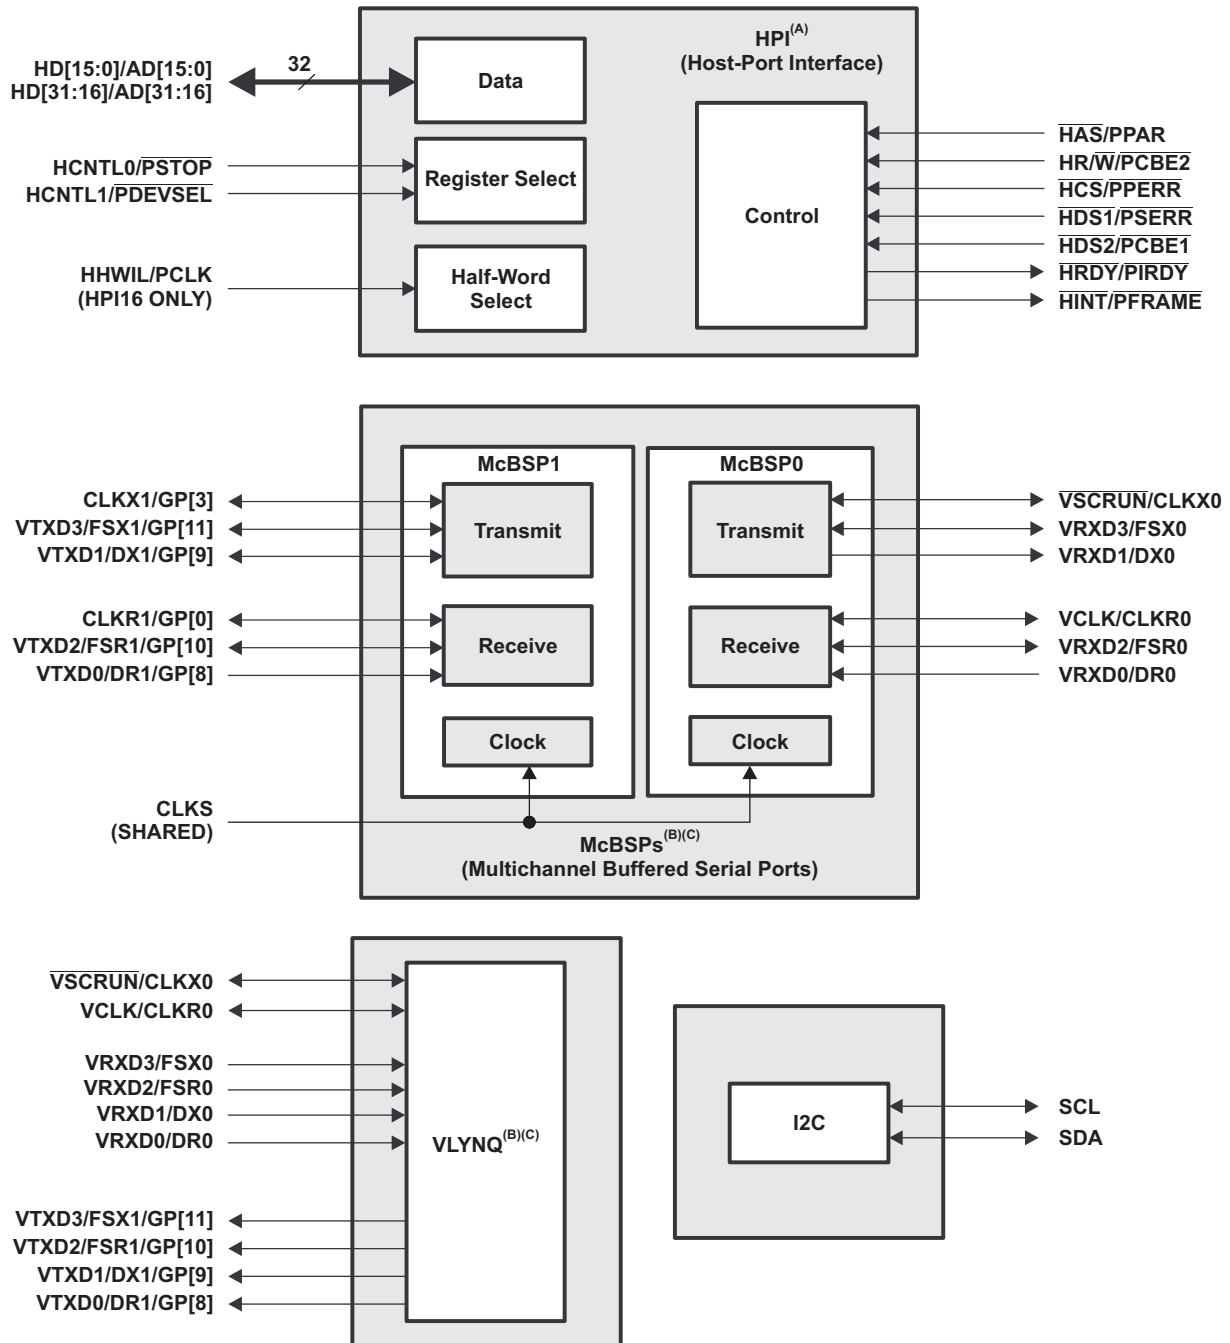 HPI(A)
(Host-Port Interface)
HD[15:0]/AD[15:0]
HD[31:16]/AD[31:16]
32
Data
HCNTL0/PSTOP
HCNTL1/PDEVSEL
Register Select
HHWIL/PCLK
(HPI16 ONLY)
Half-Word
Select
Control
HAS/PPAR
HR/W/PCBE2
HCS/PPERR
HDS1/PSERR
HDS2/PCBE1
HRDY/PIRDY
HINT/PFRAME
McBSP1
McBSP0
CLKX1/GP[3]
VTXD3/FSX1/GP[11]
VTXD1/DX1/GP[9]
Transmit
Transmit
VSCRUN/CLKX0
VRXD3/FSX0
VRXD1/DX0
CLKR1/GP[0]
VTXD2/FSR1/GP[10]
VTXD0/DR1/GP[8]
Receive
Receive
VCLK/CLKR0
VRXD2/FSR0
VRXD0/DR0
Clock
Clock
CLKS
(SHARED)
McBSPs(B)(C)
(Multichannel Buffered Serial Ports)
VSCRUN/CLKX0
VCLK/CLKR0
VRXD3/FSX0
VRXD2/FSR0
VRXD1/DX0
VRXD0/DR0
VLYNQ(B)(C)
VTXD3/FSX1/GP[11]
VTXD2/FSR1/GP[10]
VTXD1/DX1/GP[9]
VTXD0/DR1/GP[8]
I2C
SCL
SDA